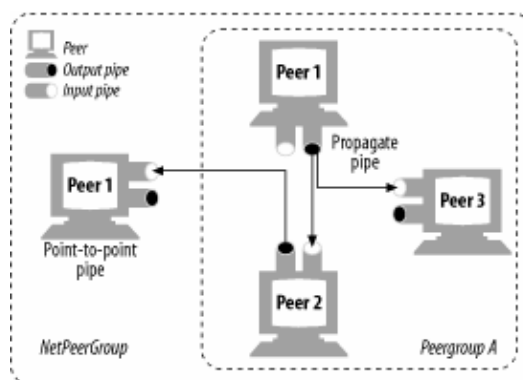 Peer
Output pipe
Input pipe
Peer 1
Propagate
pipe
Peer 1
Peer 3
Point-to-point
pipe
Peer 2
NetPeerGroup
Peergroup A